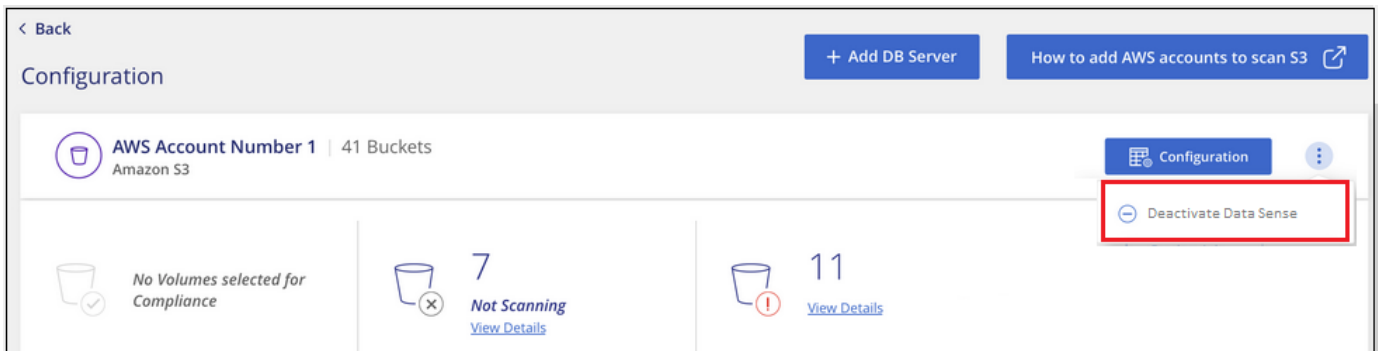 < Back
+ Add DB Server
How to add AWS accounts to scan S3
Configuration
AWS Account Number 1 | 41 Buckets
Amazon S3
Configuration
Deactivate Data Sense
No Volumes selected for
Compliance
7
Not Scanning
View Details
11
View Details